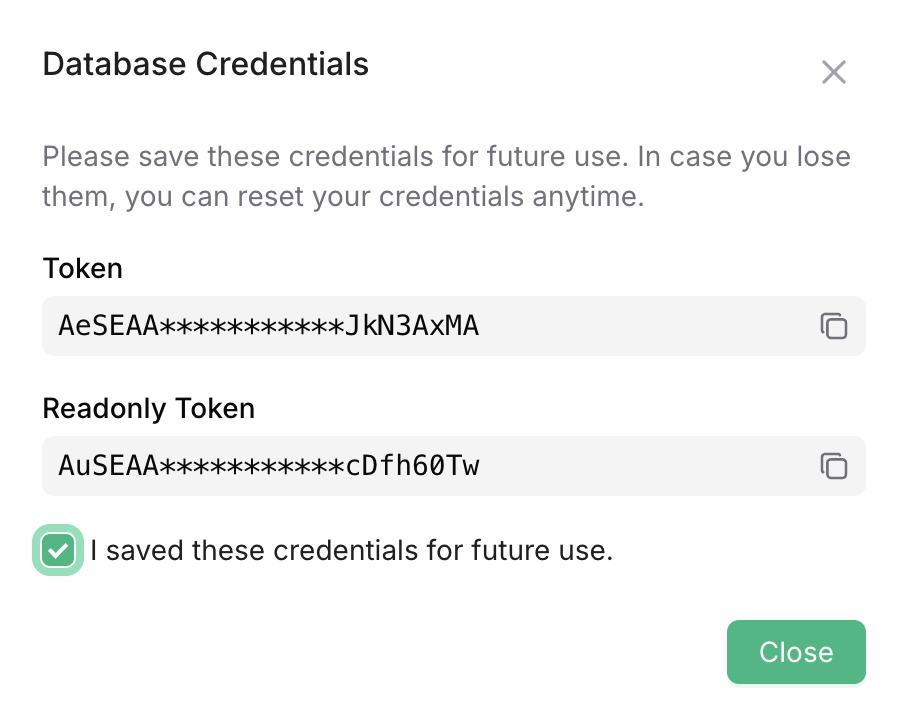 Database Credentials
Please save these credentials for future use. In case you lose
them, you can reset your credentials anytime.
Token
AeSEAA***********JkN3AxMA
Readonly Token
AuSEAA***********cDfh60Tw
I saved these credentials for future use.
Close